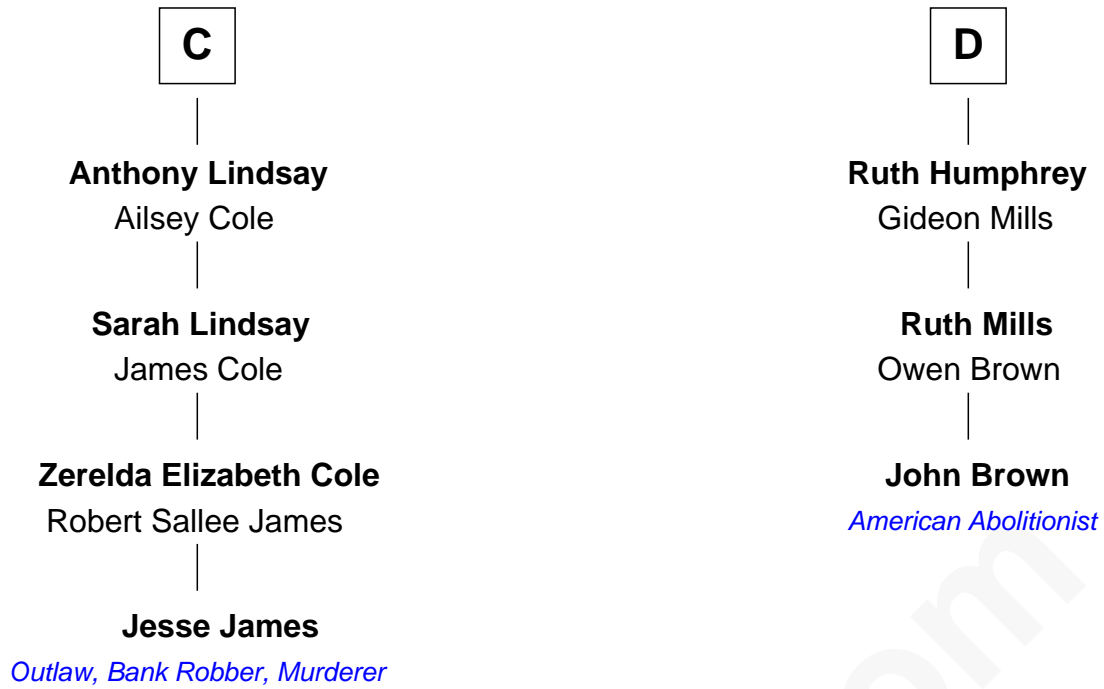 C
Anthony Lindsay
Ailsey Cole
Sarah Lindsay
James Cole
Zerelda Elizabeth Cole
Robert Sallee James
Jesse James
Outlaw, Bank Robber, Murderer
D
Ruth Humphrey
Gideon Mills
Ruth Mills
Owen Brown
John Brown
American Abolitionist
om